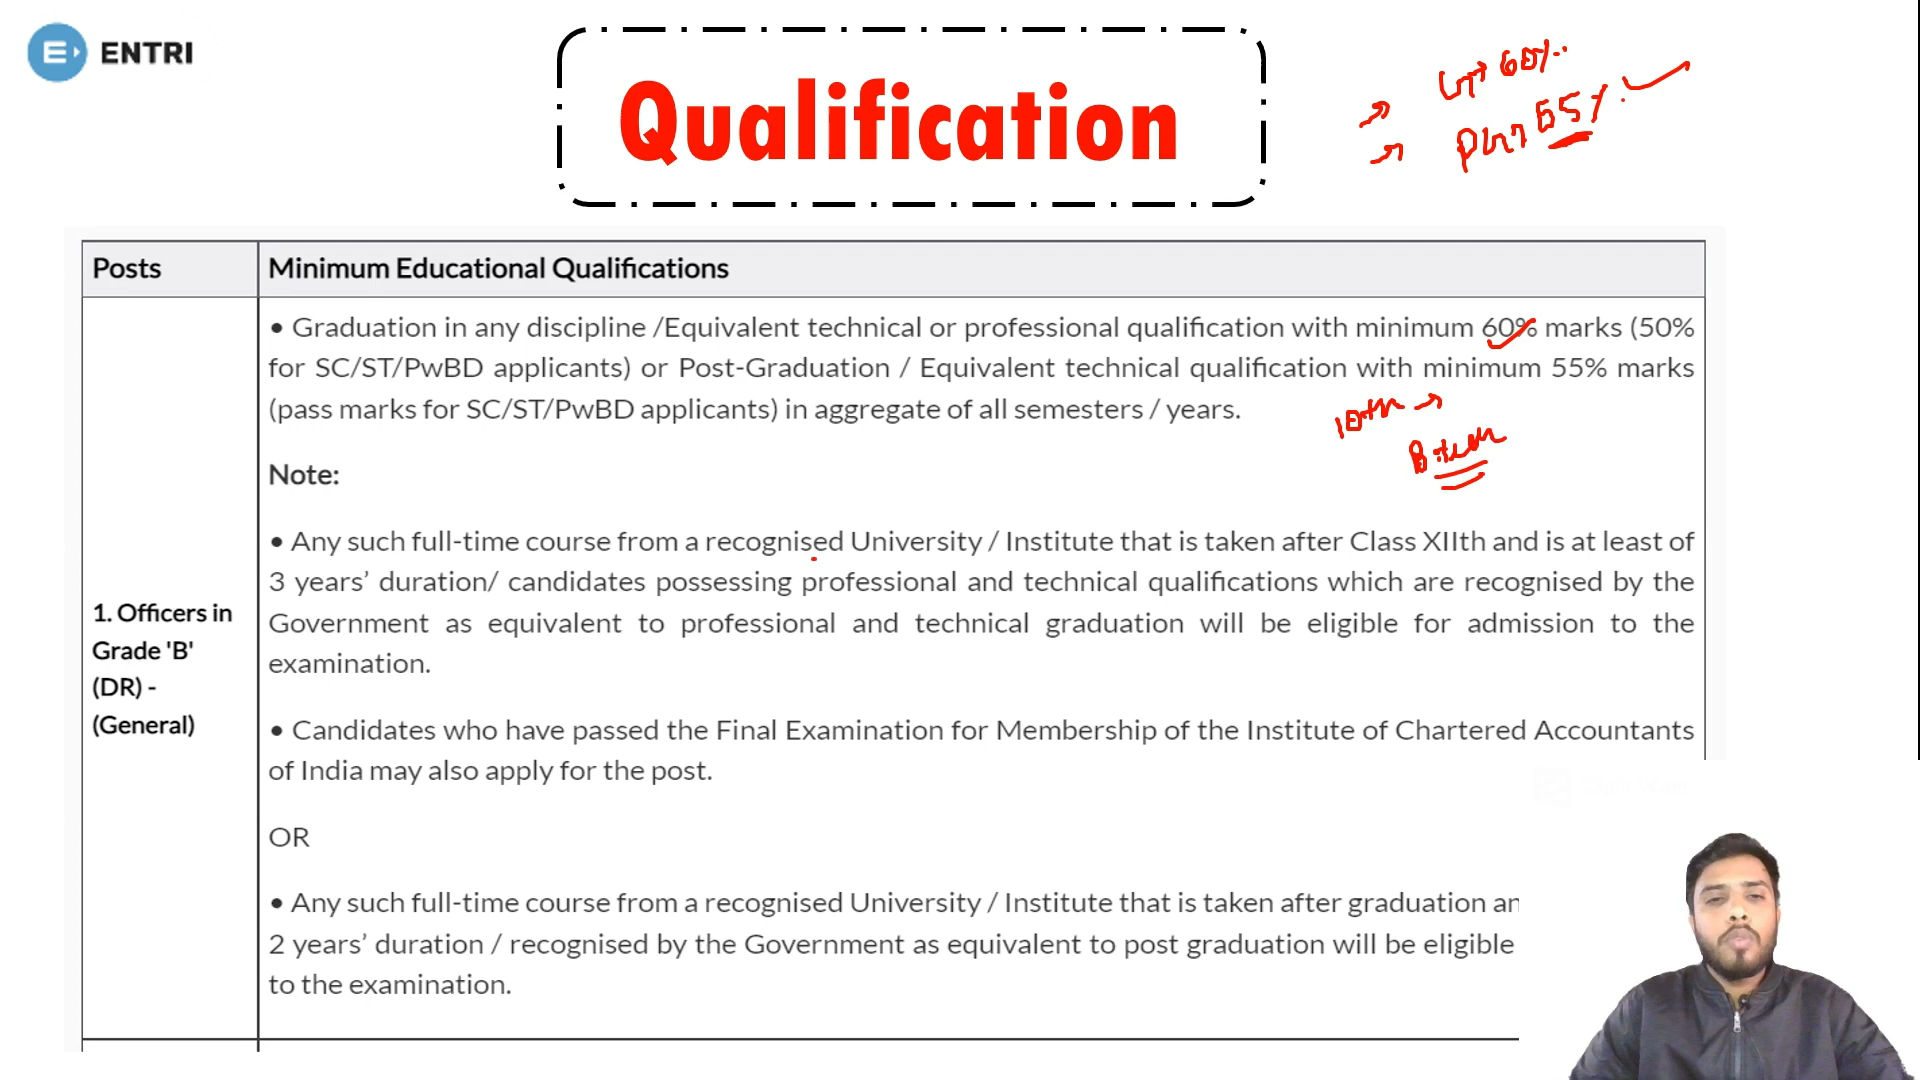 ENTRI
Qualification
60%
55%
Posts
Minimum Educational Qualifications
• Graduation in any discipline /Equivalent technical or professional qualification with minimum 60% marks (50%
for SC/ST/PwBD applicants) or Post-Graduation / Equivalent technical qualification with minimum 55% marks
(pass marks for SC/ST/PwBD applicants) in aggregate of all semesters / years.
10th
B.tech
Note:
• Any such full-time course from a recognised University / Institute that is taken after Class XIIth and is at least of
3 years’ duration/ candidates possessing professional and technical qualifications which are recognised by the
Government as equivalent to professional and technical graduation will be eligible for admission to the
examination.
1. Officers in
Grade 'B'
(DR) -
(General)
• Candidates who have passed the Final Examination for Membership of the Institute of Chartered Accountants
of India may also apply for the post.
OR
• Any such full-time course from a recognised University / Institute that is taken after graduation an
2 years’ duration / recognised by the Government as equivalent to post graduation will be eligible
to the examination.